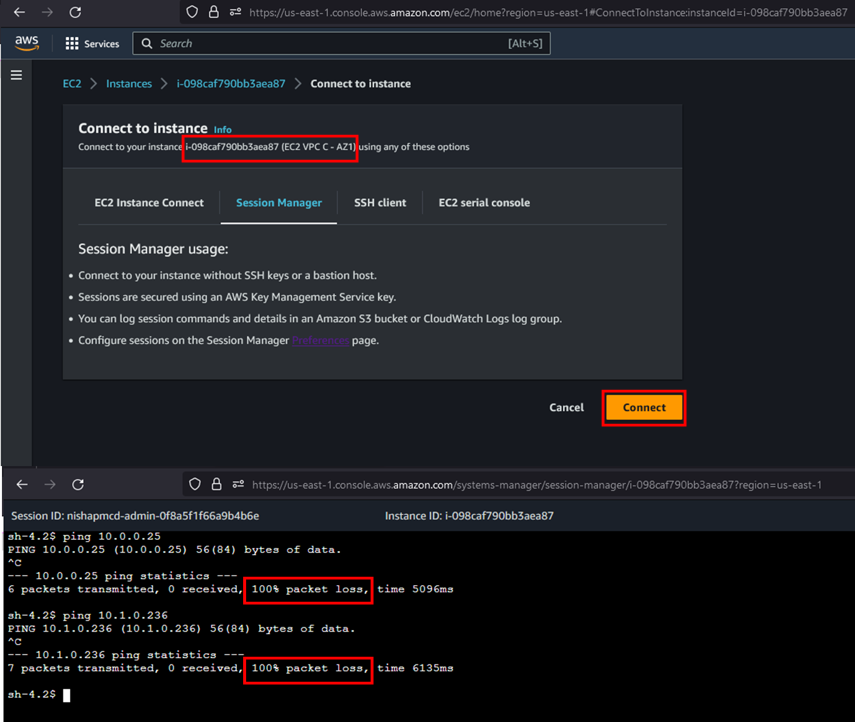 https://us-east-1.console.aws.amazon.com/ec2/home?region=us-east-1#ConnectToInstance:instanceId=i-098caf790bb3aea87
aws Services Search [Alt+S]
EC2 > Instances > i-098caf790bb3aea87 > Connect to instance
Connect to instance Info
Connect to your instance i-098caf790bb3aea87 (EC2 VPC C - AZ1) using any of these options
EC2 Instance Connect Session Manager SSH client EC2 serial console
Session Manager usage:
• Connect to your instance without SSH keys or a bastion host.
• Sessions are secured using an AWS Key Management Service key.
• You can log session commands and details in an Amazon S3 bucket or CloudWatch Logs log group.
• Configure sessions on the Session Manager Preferences page.
Cancel Connect
https://us-east-1.console.aws.amazon.com/systems-manager/session-manager/i-098caf790bb3aea87?region=us-east-1
Session ID: nishapmcd-admin-0f8a5f1f66a9b4b6e Instance ID: i-098caf790bb3aea87
sh-4.2$ ping 10.0.0.25
PING 10.0.0.25 (10.0.0.25) 56(84) bytes of data.
^C
--- 10.0.0.25 ping statistics ---
6 packets transmitted, 0 received, 100% packet loss, time 5096ms
sh-4.2$ ping 10.1.0.236
PING 10.1.0.236 (10.1.0.236) 56(84) bytes of data.
^C
--- 10.1.0.236 ping statistics ---
7 packets transmitted, 0 received, 100% packet loss, time 6135ms
sh-4.2$